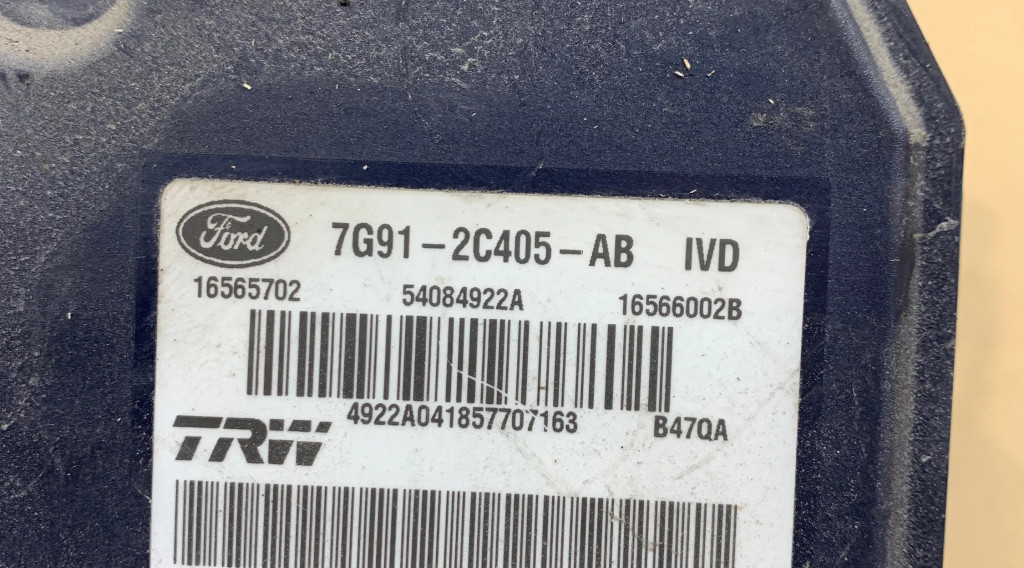 Ford 7G91-2C405-AB IVD
16565702 54084922A 16566002B
4922A041857707163 B47QA
TRW